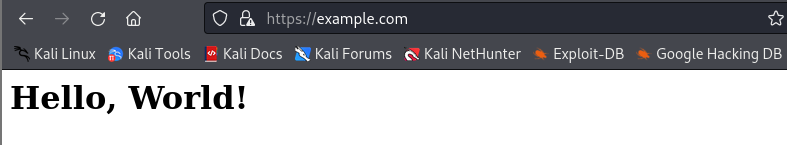 https://example.com
Kali Linux Kali Tools Kali Docs Kali Forums Kali NetHunter Exploit-DB Google Hacking DB
Hello, World!